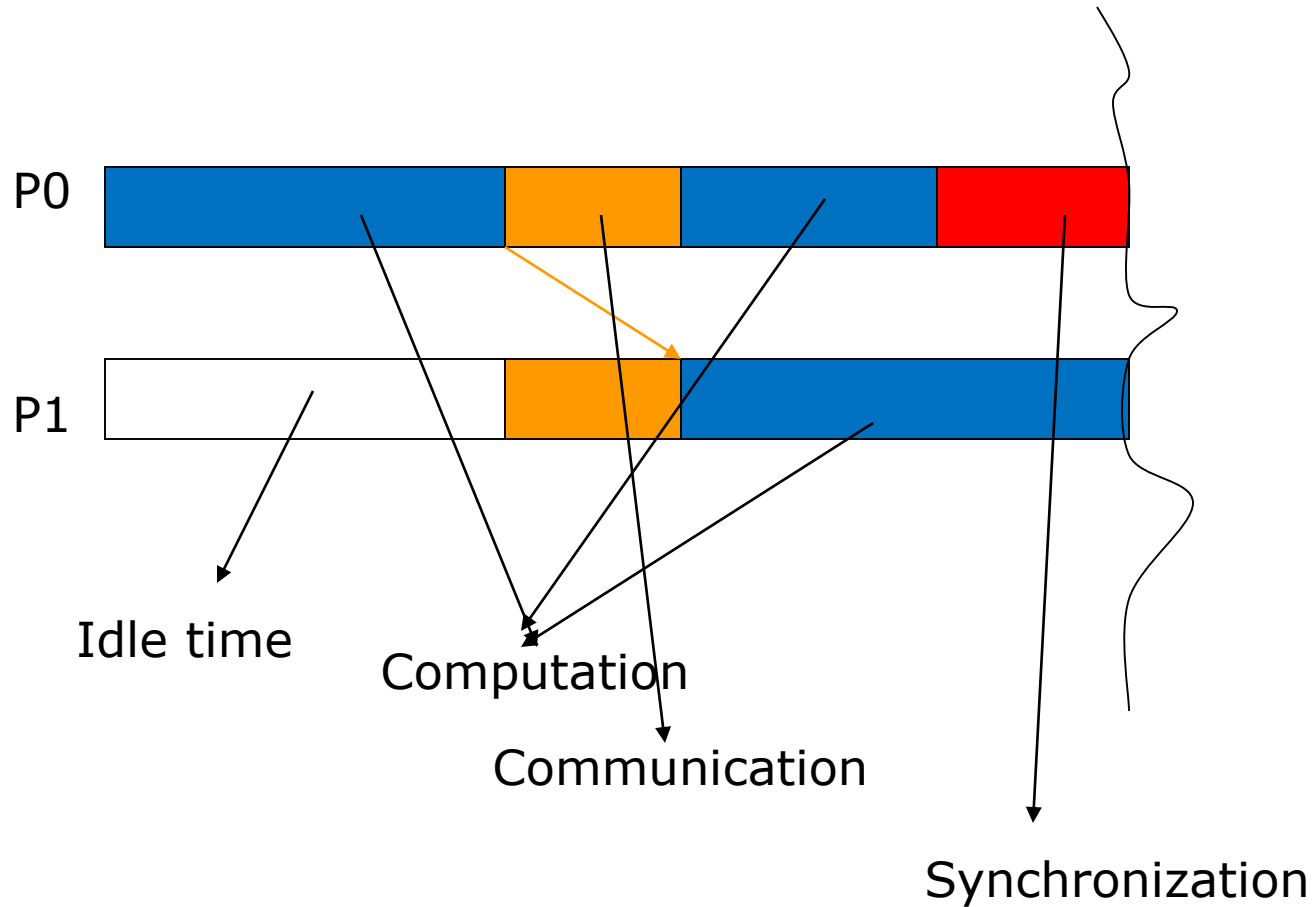 P0
P1
Idle time
Computation
Communication
Synchronization